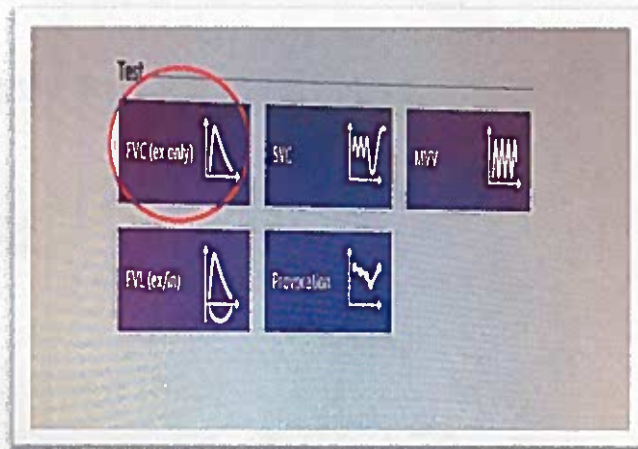 Test
FVC (ex only)
SVC
MVV
FVL (ex/in)
Provocation